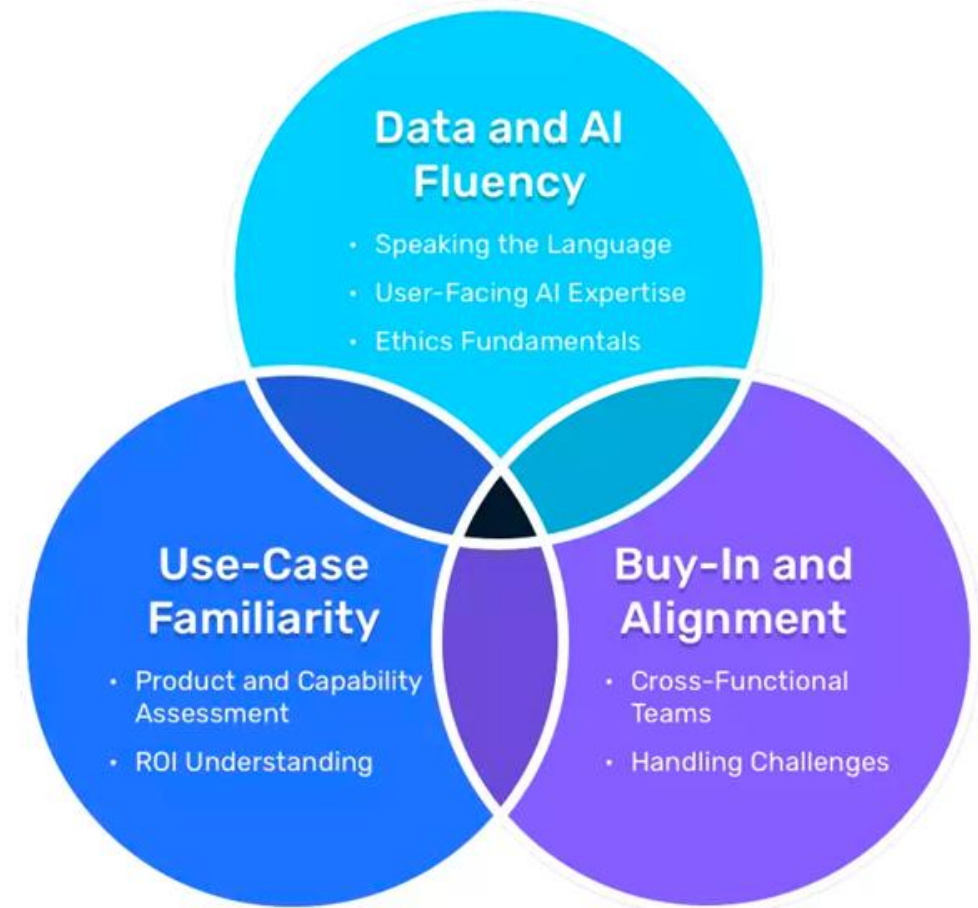 Data and AI
Fluency
• Speaking the Language
• User-Facing AI Expertise
• Ethics Fundamentals
Use-Case
Familiarity
• Product and Capability
Assessment
• ROI Understanding
Buy-In and
Alignment
• Cross-Functional
Teams
• Handling Challenges